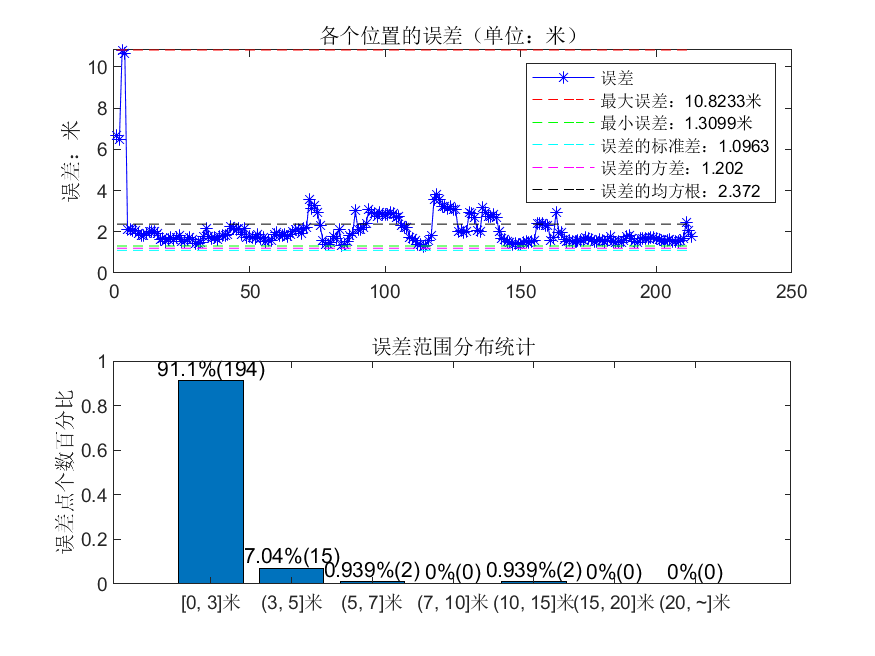 各个位置的误差（单位：米）
误差：米
10
8
6
4
2
0
0 50 100 150 200 250
误差
最大误差：10.8233米
最小误差：1.3099米
误差的标准差：1.0963
误差的方差：1.202
误差的均方根：2.372
误差范围分布统计
误差点个数百分比
1
0.8
0.6
0.4
0.2
0
91.1%(194)
7.04%(15)
0.939%(2)
0%(0)
0.939%(2)
0%(0)
0%(0)
[0, 3]米 (3, 5]米 (5, 7]米 (7, 10]米 (10, 15]米 (15, 20]米 (20, ~]米